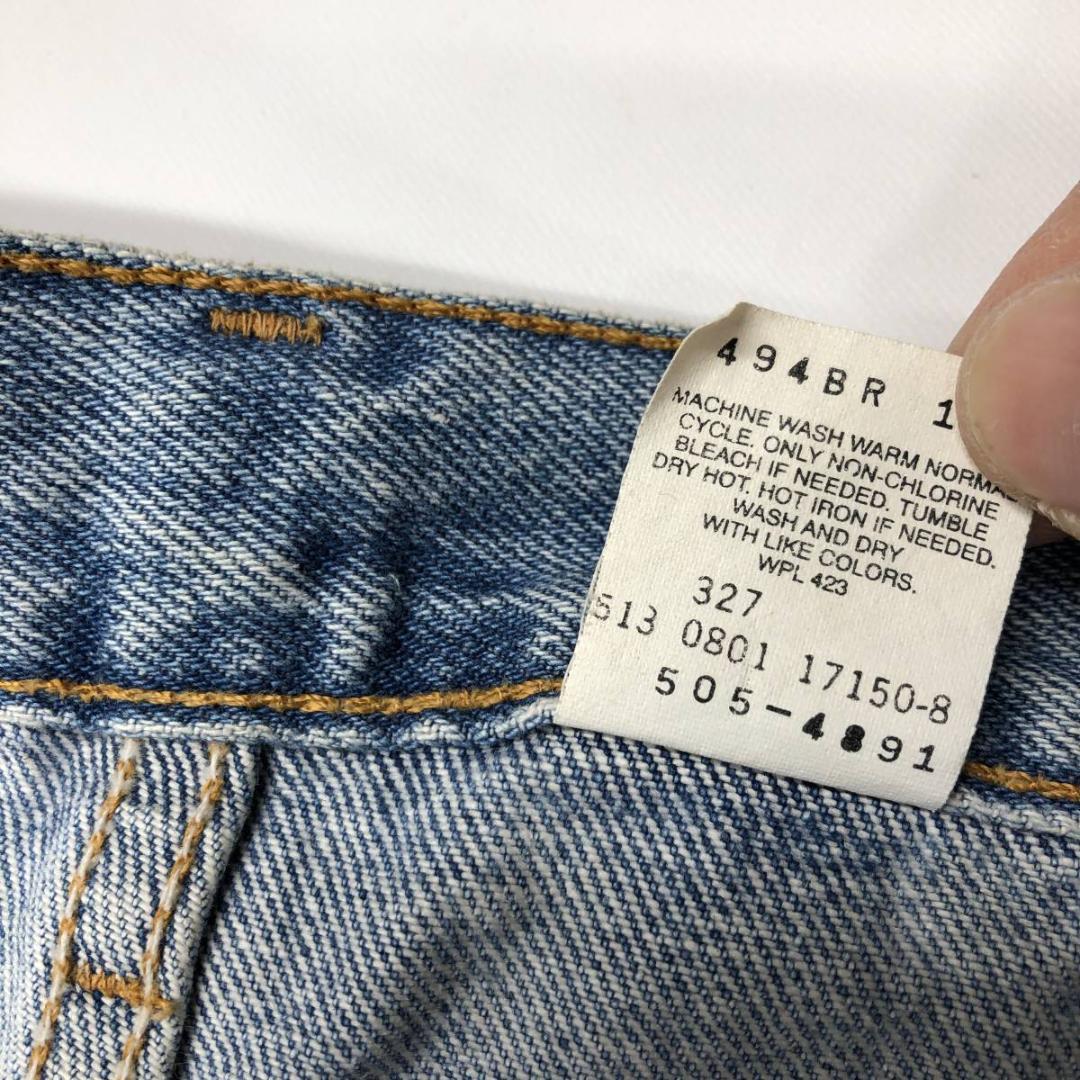 494BR 1
MACHINE WASH WARM NORMAL
CYCLE. ONLY NON-CHLORINE
BLEACH IF NEEDED. TUMBLE
DRY HOT. HOT IRON IF NEEDED.
WASH AND DRY
WITH LIKE COLORS.
WPL 423
327
513 0801 17150-8
505-4891